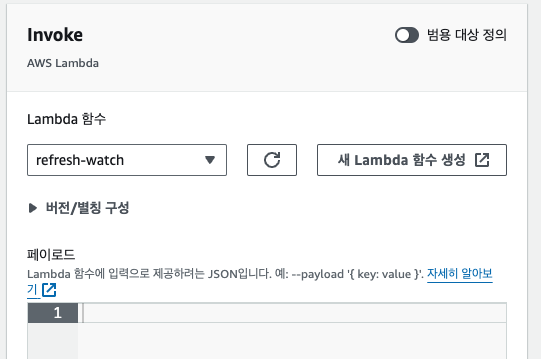 Invoke
범용 대상 정의
AWS Lambda
Lambda 함수
refresh-watch
새 Lambda 함수 생성
버전/별칭 구성
페이로드
Lambda 함수에 입력으로 제공하려는 JSON입니다. 예: --payload '{ key: value }'. 자세히 알아보
기
1